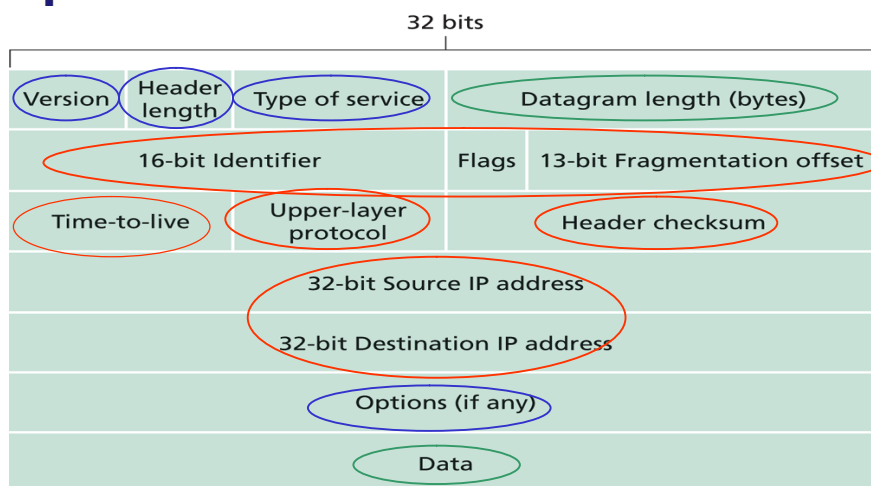 32 bits
Version Header length Type of service Datagram length (bytes)
16-bit Identifier Flags 13-bit Fragmentation offset
Time-to-live Upper-layer protocol Header checksum
32-bit Source IP address
32-bit Destination IP address
Options (if any)
Data